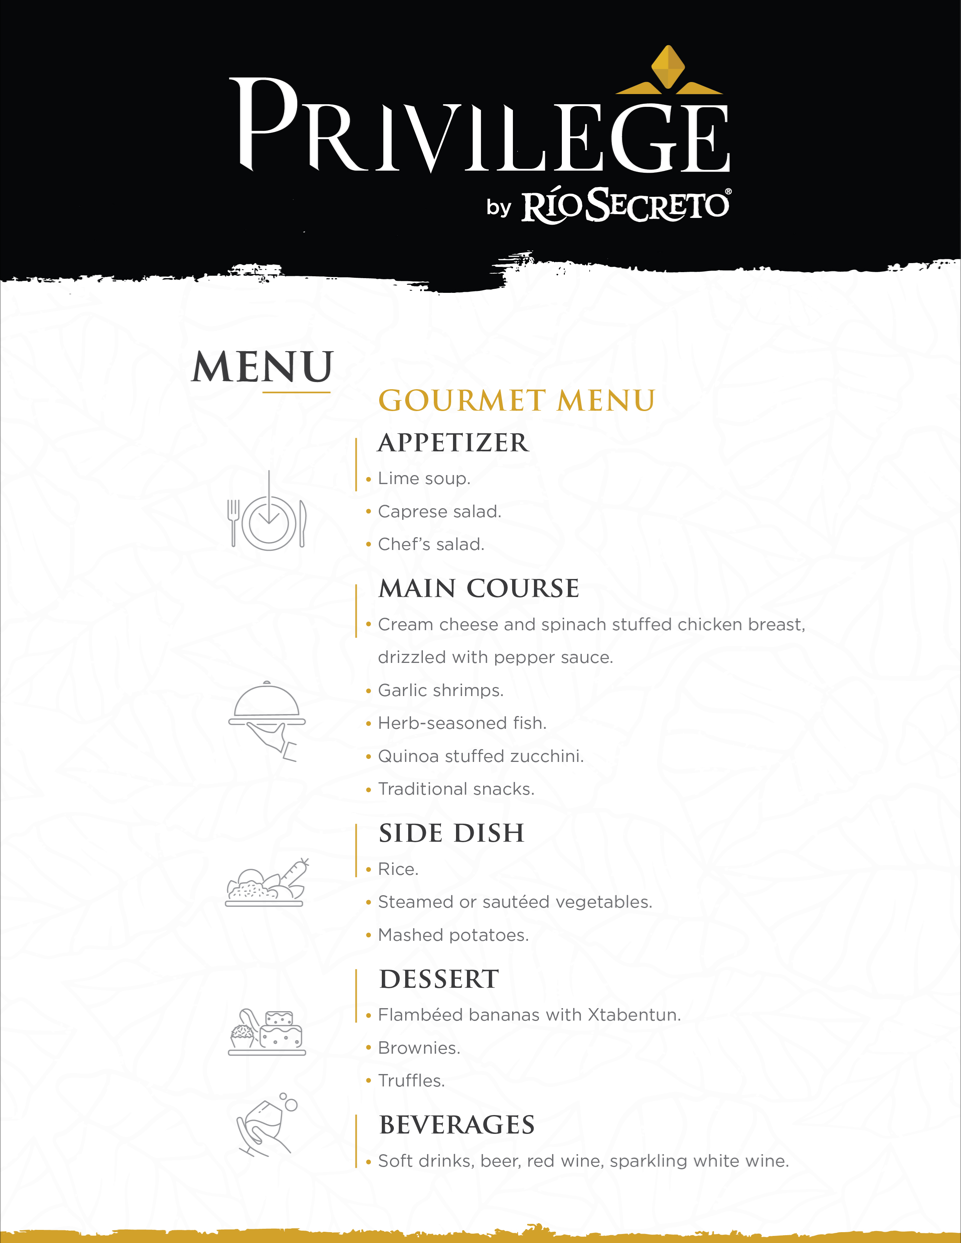 PRIVILEGE
by RÍO SECRETO®
MENU
GOURMET MENU
APPETIZER
• Lime soup.
• Caprese salad.
• Chef’s salad.
MAIN COURSE
• Cream cheese and spinach stuffed chicken breast,
drizzled with pepper sauce.
• Garlic shrimps.
• Herb-seasoned fish.
• Quinoa stuffed zucchini.
• Traditional snacks.
SIDE DISH
• Rice.
• Steamed or sautéed vegetables.
• Mashed potatoes.
DESSERT
• Flambéed bananas with Xtabentun.
• Brownies.
• Truffles.
BEVERAGES
• Soft drinks, beer, red wine, sparkling white wine.